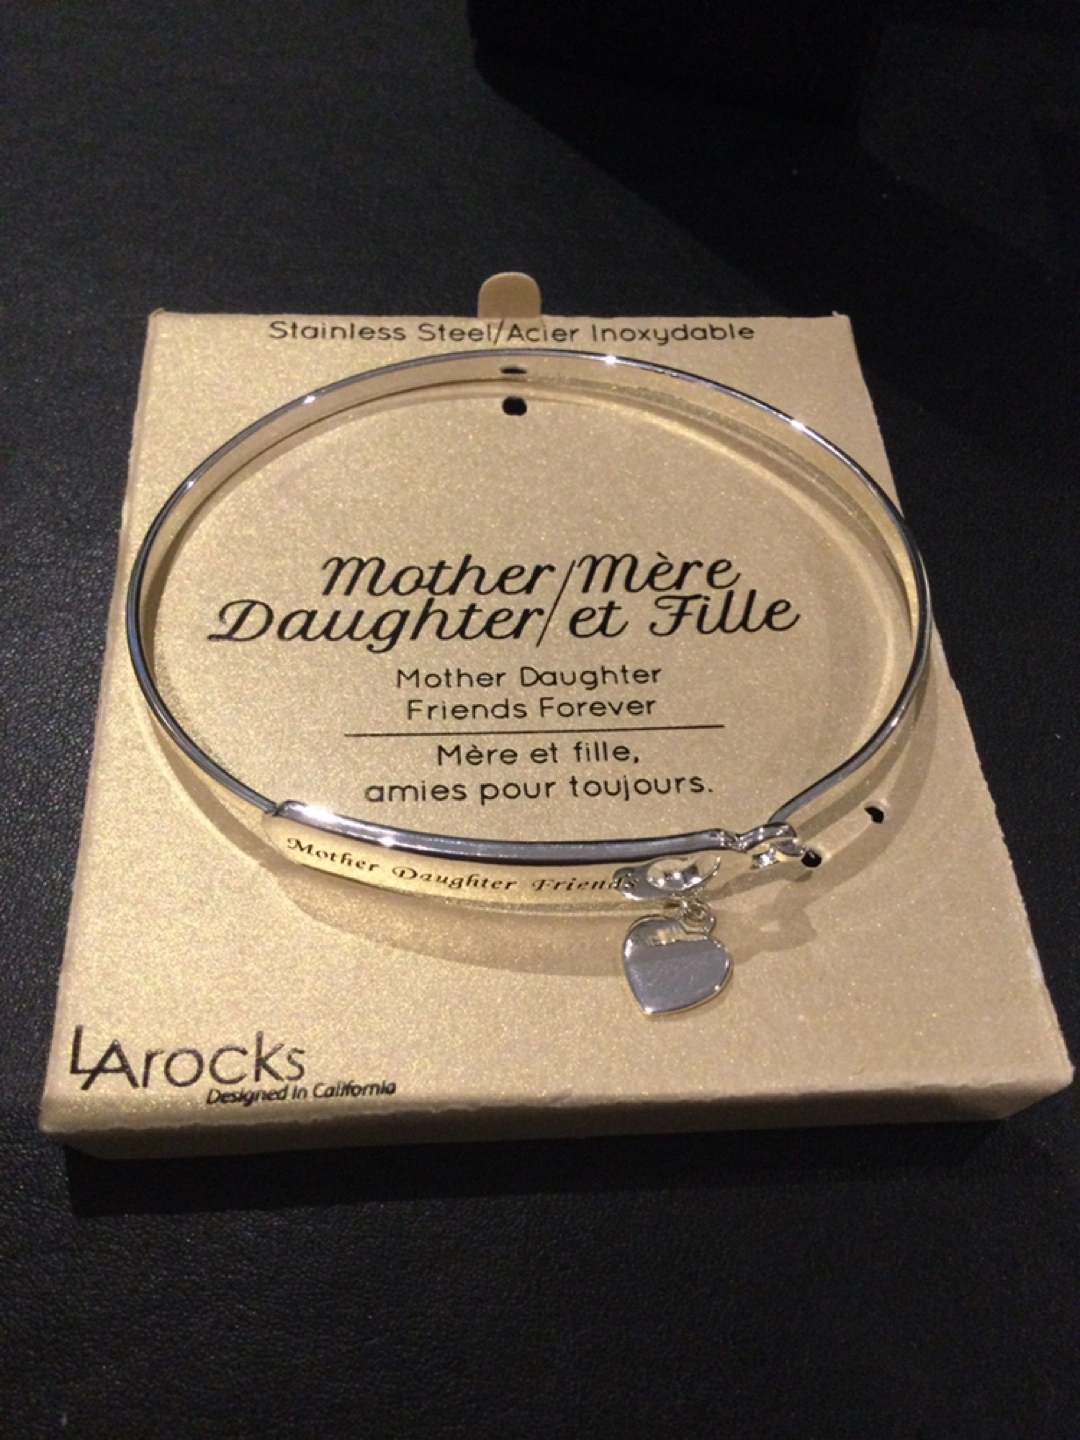 Stainless Steel/Acier Inoxydable
Mother/Mère
Daughter/et Fille
Mother Daughter
Friends Forever
Mère et fille,
amies pour toujours.
Mother Daughter Friends
LArocks
Designed In California